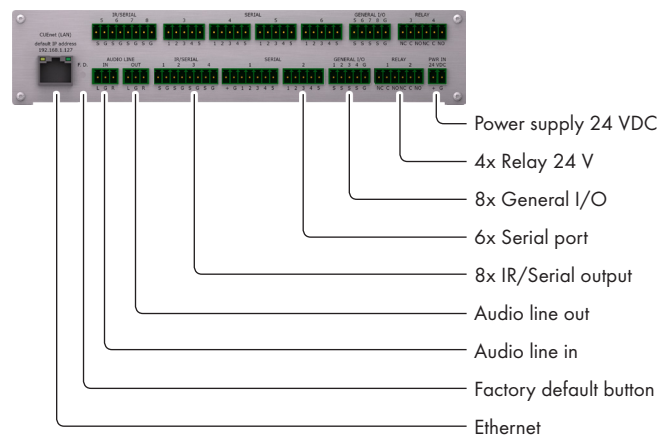 IR/SERIAL SERIAL GENERAL I/O RELAY
5 6 7 8 3 4 5 6 5 6 7 8 G 3 4
CUEnet (LAN)
S G S G S G S G 1 2 3 4 5 1 2 3 4 5 1 2 3 4 5 1 2 3 4 5 S S S S G NC C NO NC C NO
default IP address
192.168.1.127
AUDIO LINE IR/SERIAL SERIAL GENERAL I/O RELAY PWR IN
F. D. IN OUT 1 2 3 4 1 2 1 2 3 4 G 1 2 24 VDC
L G R L G R S G S G S G S G + G 1 2 3 4 5 1 2 3 4 5 S S S S G NC C NO NC C NO + G
Power supply 24 VDC
4x Relay 24 V
8x General I/O
6x Serial port
8x IR/Serial output
Audio line out
Audio line in
Factory default button
Ethernet